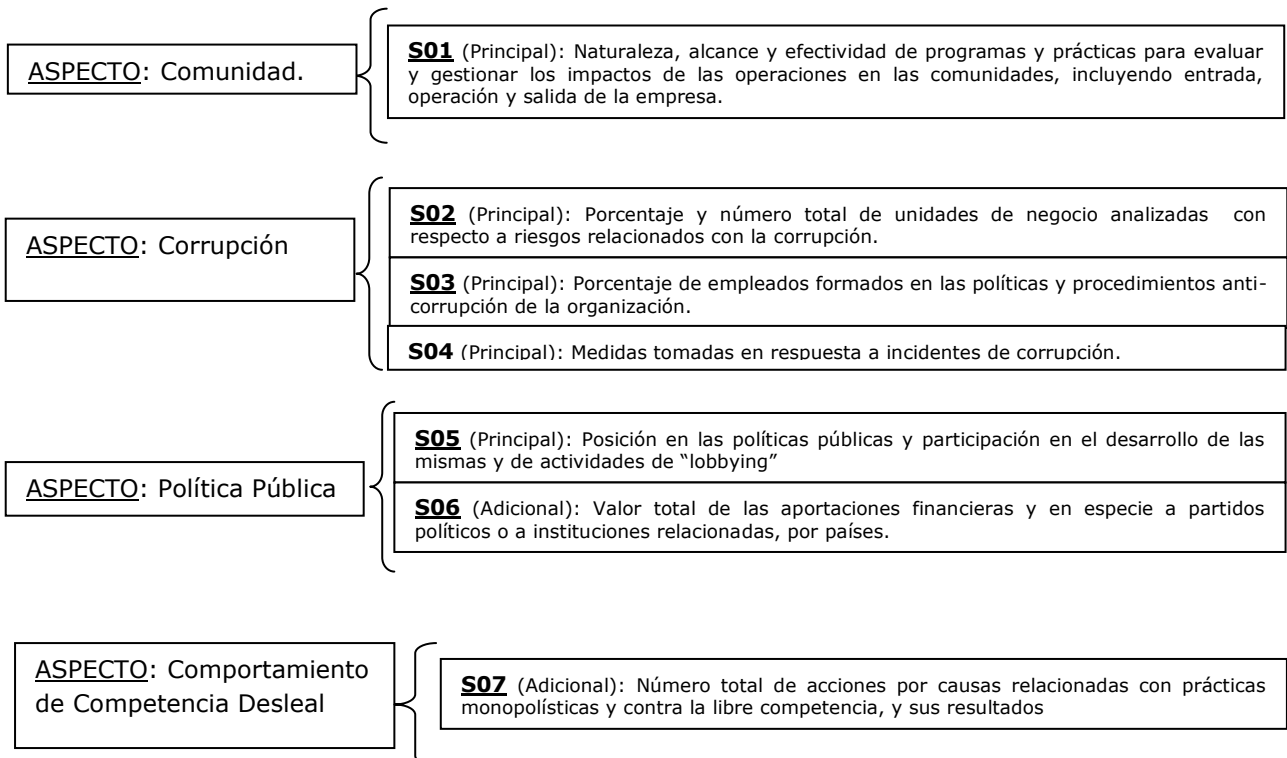 ASPECTO: Comunidad.
S01 (Principal): Naturaleza, alcance y efectividad de programas y prácticas para evaluar
y gestionar los impactos de las operaciones en las comunidades, incluyendo entrada,
operación y salida de la empresa.
ASPECTO: Corrupción
S02 (Principal): Porcentaje y número total de unidades de negocio analizadas con
respecto a riesgos relacionados con la corrupción.
S03 (Principal): Porcentaje de empleados formados en las políticas y procedimientos anti-
corrupción de la organización.
S04 (Principal): Medidas tomadas en respuesta a incidentes de corrupción.
ASPECTO: Política Pública
S05 (Principal): Posición en las políticas públicas y participación en el desarrollo de las
mismas y de actividades de “lobbying”
S06 (Adicional): Valor total de las aportaciones financieras y en especie a partidos
políticos o a instituciones relacionadas, por países.
ASPECTO: Comportamiento
de Competencia Desleal
S07 (Adicional): Número total de acciones por causas relacionadas con prácticas
monopolísticas y contra la libre competencia, y sus resultados